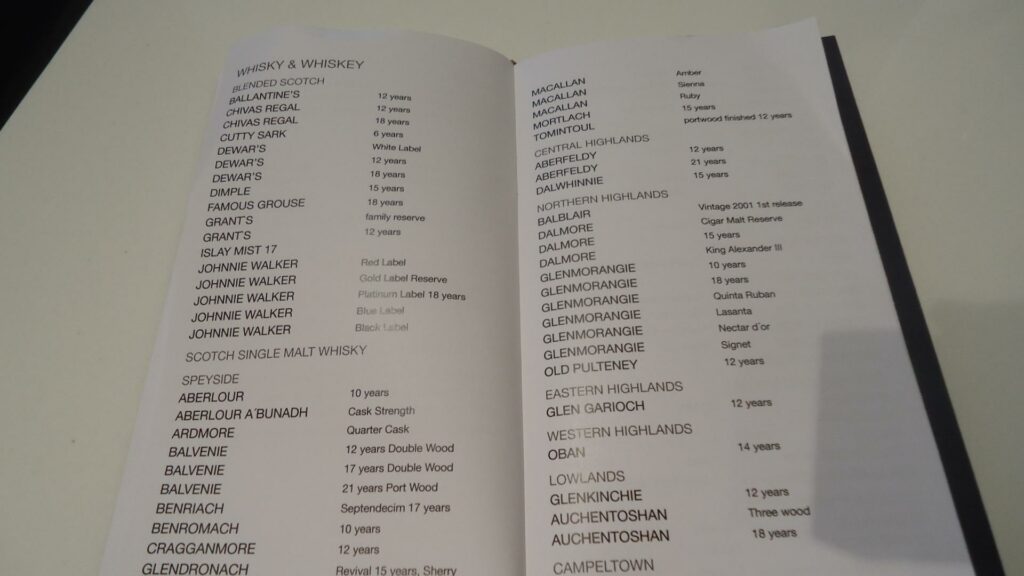 WHISKY & WHISKEY
BLENDED SCOTCH
BALLANTINE'S 12 years
CHIVAS REGAL 12 years
CHIVAS REGAL 18 years
CUTTY SARK 6 years
DEWAR'S White Label
DEWAR'S 12 years
DEWAR'S 18 years
DIMPLE 15 years
FAMOUS GROUSE 18 years
GRANT`S family reserve
GRANT`S 12 years
ISLAY MIST 17
JOHNNIE WALKER Red Label
JOHNNIE WALKER Gold Label Reserve
JOHNNIE WALKER Platinum Label 18 years
JOHNNIE WALKER Blue Label
JOHNNIE WALKER Black Label
SCOTCH SINGLE MALT WHISKY
SPEYSIDE
ABERLOUR 10 years
ABERLOUR A´BUNADH Cask Strength
ARDMORE Quarter Cask
BALVENIE 12 years Double Wood
BALVENIE 17 years Double Wood
BALVENIE 21 years Port Wood
BENRIACH Septendecim 17 years
BENROMACH 10 years
CRAGGANMORE 12 years
GLENDRONACH Revival 15 years, Sherry
MACALLAN Amber
MACALLAN Sienna
MACALLAN Ruby
MORTLACH 15 years
TOMINTOUL portwood finished 12 years
CENTRAL HIGHLANDS
ABERFELDY 12 years
ABERFELDY 21 years
DALWHINNIE 15 years
NORTHERN HIGHLANDS
BALBLAIR Vintage 2001 1st release
DALMORE Cigar Malt Reserve
DALMORE 15 years
DALMORE King Alexander III
GLENMORANGIE 10 years
GLENMORANGIE 18 years
GLENMORANGIE Quinta Ruban
GLENMORANGIE Lasanta
GLENMORANGIE Nectar d´or
GLENMORANGIE Signet
OLD PULTENEY 12 years
EASTERN HIGHLANDS
GLEN GARIOCH 12 years
WESTERN HIGHLANDS
OBAN 14 years
LOWLANDS
GLENKINCHIE 12 years
AUCHENTOSHAN Three wood
AUCHENTOSHAN 18 years
CAMPELTOWN